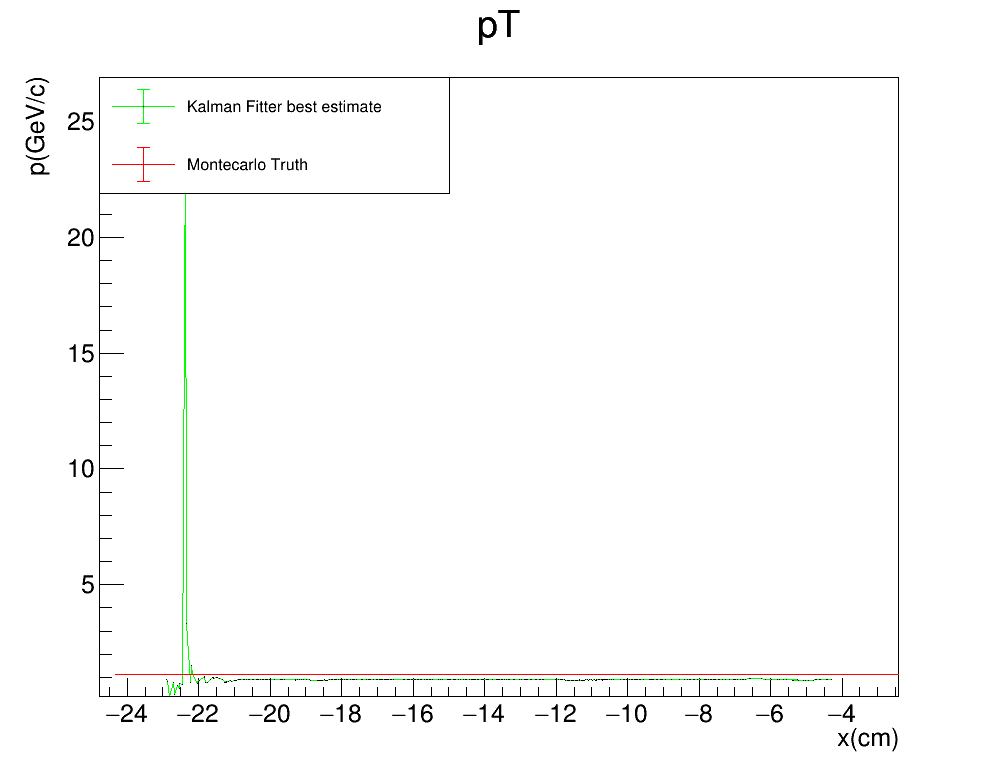 pT
p(GeV/c)
Kalman Fitter best estimate
Montecarlo Truth
25
20
15
10
5
−24 −22 −20 −18 −16 −14 −12 −10 −8 −6 −4
x(cm)